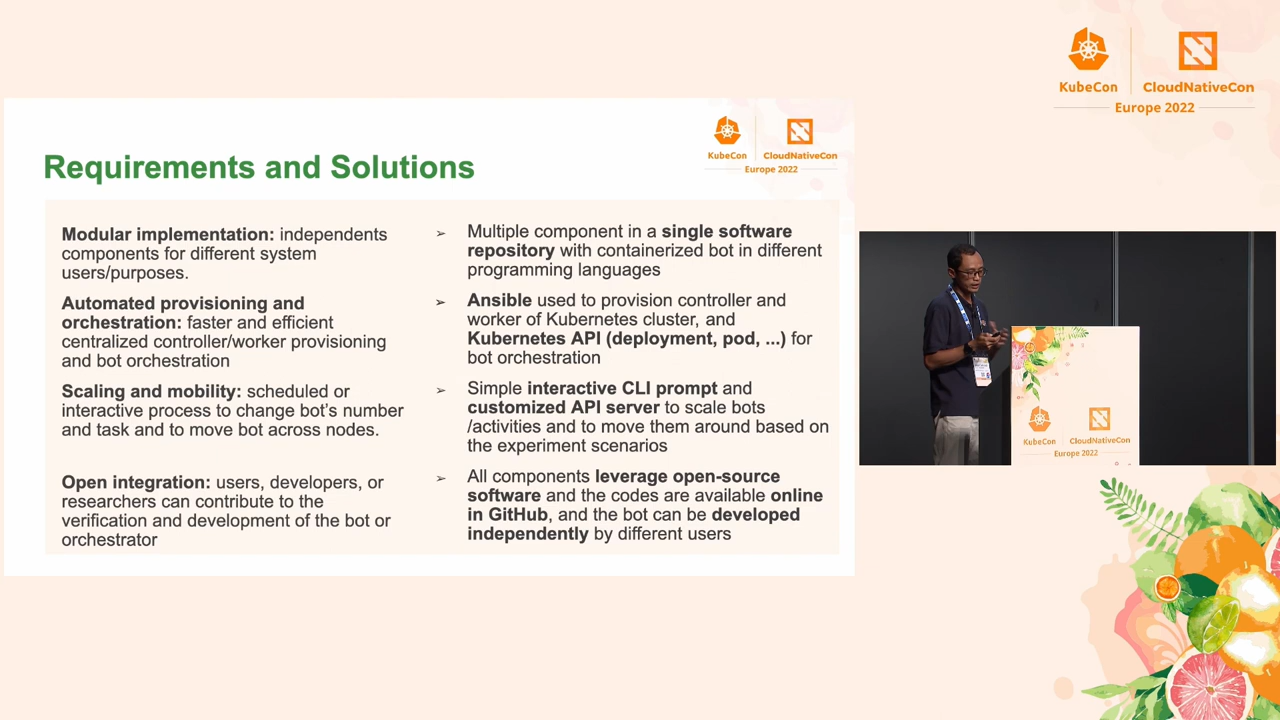 KubeCon
CloudNativeCon
Europe 2022
KubeCon
CloudNativeCon
Europe 2022
Requirements and Solutions
Modular implementation: independents
components for different system
users/purposes.
➢ Multiple component in a single software
repository with containerized bot in different
programming languages
Automated provisioning and
orchestration: faster and efficient
centralized controller/worker provisioning
and bot orchestration
➢ Ansible used to provision controller and
worker of Kubernetes cluster, and
Kubernetes API (deployment, pod, ...) for
bot orchestration
Scaling and mobility: scheduled or
interactive process to change bot's number
and task and to move bot across nodes.
➢ Simple interactive CLI prompt and
customized API server to scale bots
/activities and to move them around based on
the experiment scenarios
Open integration: users, developers, or
researchers can contribute to the
verification and development of the bot or
orchestrator
➢ All components leverage open-source
software and the codes are available online
in GitHub, and the bot can be developed
independently by different users
KubeCon
CloudNativeCon
Europe 2022